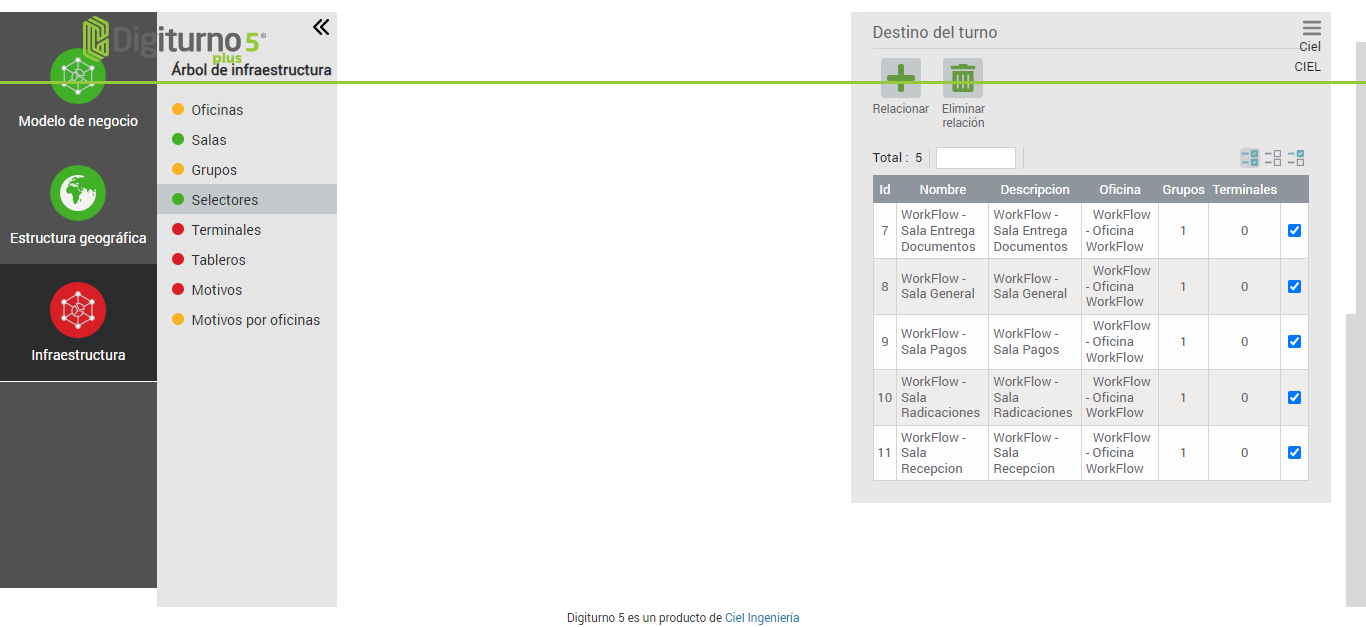 Digiturno 5®
plus
Árbol de infraestructura
Modelo de negocio
Estructura geográfica
Infraestructura
Oficinas
Salas
Grupos
Selectores
Terminales
Tableros
Motivos
Motivos por oficinas
Destino del turno
Ciel
CIEL
Relacionar
Eliminar
relación
Total : 5
Id Nombre Descripcion Oficina Grupos Terminales
7 WorkFlow - Sala Entrega Documentos WorkFlow - Sala Entrega Documentos WorkFlow - Oficina WorkFlow 1 0
8 WorkFlow - Sala General WorkFlow - Sala General WorkFlow - Oficina WorkFlow 1 0
9 WorkFlow - Sala Pagos WorkFlow - Sala Pagos WorkFlow - Oficina WorkFlow 1 0
10 WorkFlow - Sala Radicaciones WorkFlow - Sala Radicaciones WorkFlow - Oficina WorkFlow 1 0
11 WorkFlow - Sala Recepcion WorkFlow - Sala Recepcion WorkFlow - Oficina WorkFlow 1 0
Digiturno 5 es un producto de Ciel Ingeniería